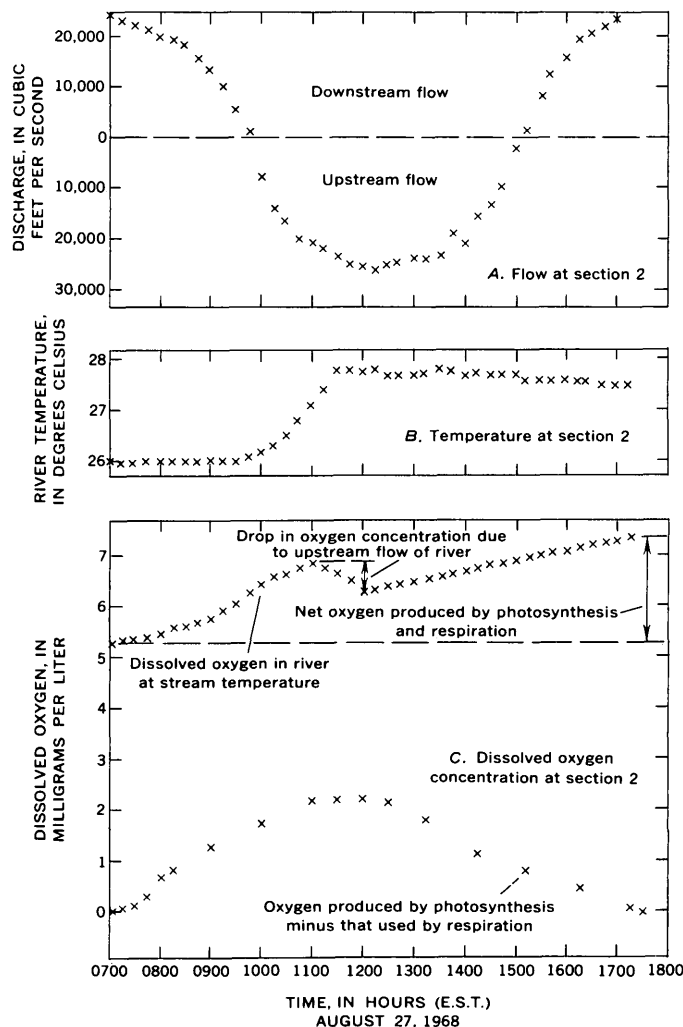 DISCHARGE, IN CUBIC
FEET PER SECOND
20,000
10,000
0
10,000
20,000
30,000
Downstream flow
Upstream flow
A. Flow at section 2
RIVER TEMPERATURE,
IN DEGREES CELSIUS
28
27
26
B. Temperature at section 2
DISSOLVED OXYGEN, IN
MILLIGRAMS PER LITER
7
6
5
4
3
2
1
0
Drop in oxygen concentration due
to upstream flow of river
Net oxygen produced by photosynthesis
and respiration
Dissolved oxygen in river
at stream temperature
C. Dissolved oxygen
concentration at section 2
Oxygen produced by photosynthesis
minus that used by respiration
0700 0800 0900 1000 1100 1200 1300 1400 1500 1600 1700 1800
TIME, IN HOURS (E.S.T.)
AUGUST 27, 1968